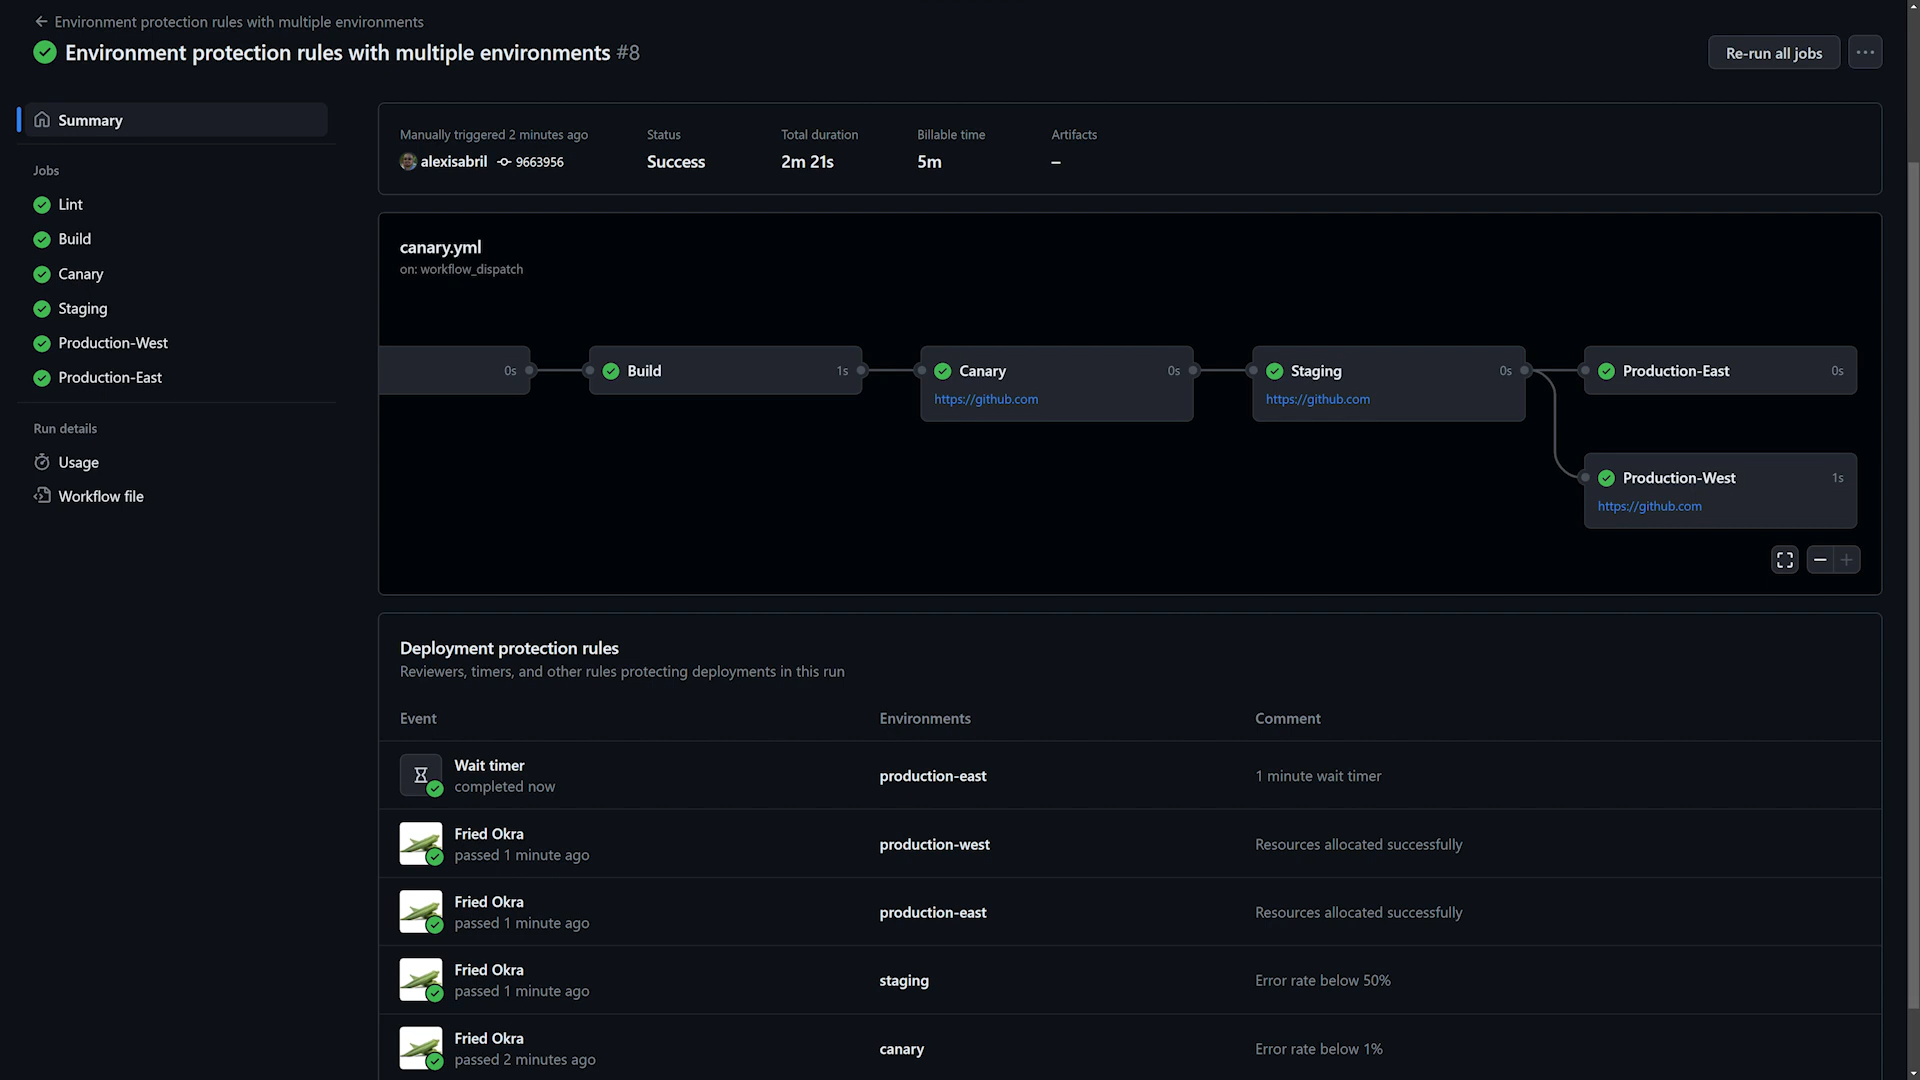 Environment protection rules with multiple environments
Environment protection rules with multiple environments #8
Re-run all jobs
Summary
Jobs
Lint
Build
Canary
Staging
Production-West
Production-East
Run details
Usage
Workflow file
Manually triggered 2 minutes ago
alexisabril 9663956
Status
Success
Total duration
2m 21s
Billable time
5m
Artifacts
–
canary.yml
on: workflow_dispatch
0s
Build 1s
Canary 0s
https://github.com
Staging 0s
https://github.com
Production-East 0s
Production-West 1s
https://github.com
Deployment protection rules
Reviewers, timers, and other rules protecting deployments in this run
Event Environments Comment
Wait timer
completed now
production-east
1 minute wait timer
Fried Okra
passed 1 minute ago
production-west
Resources allocated successfully
Fried Okra
passed 1 minute ago
production-east
Resources allocated successfully
Fried Okra
passed 1 minute ago
staging
Error rate below 50%
Fried Okra
passed 2 minutes ago
canary
Error rate below 1%